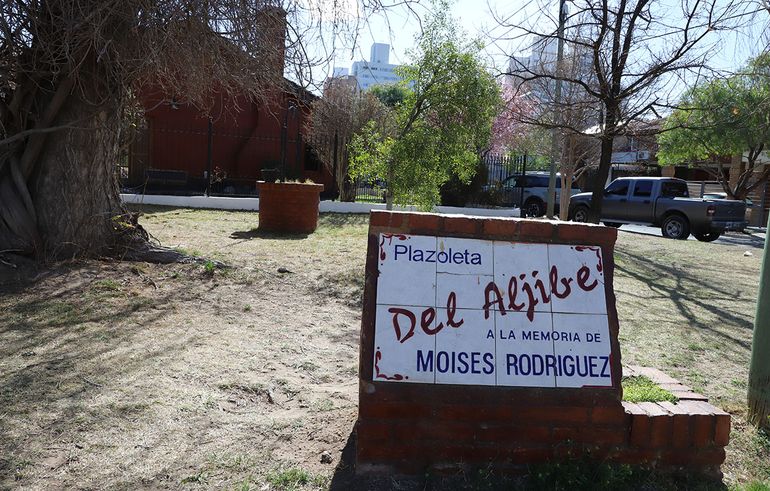 Plazoleta
Del Aljibe
A LA MEMORIA DE
MOISES RODRIGUEZ